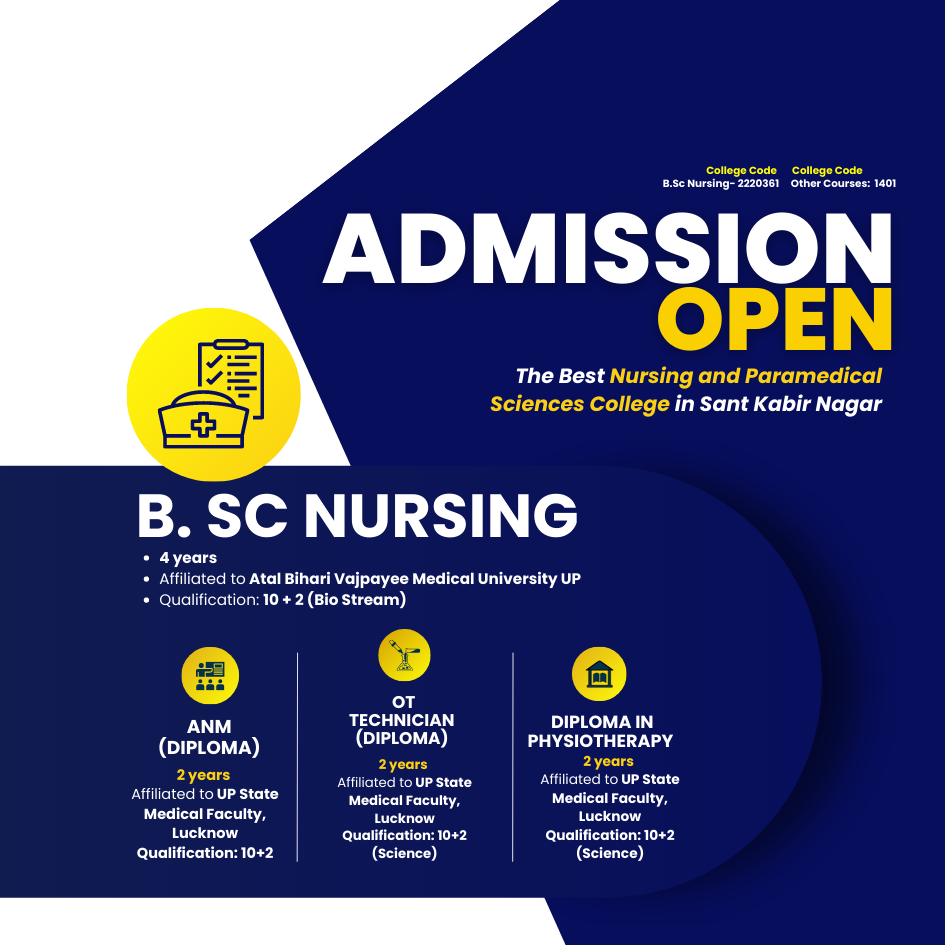 College Code College Code
B.Sc Nursing- 2220361 Other Courses: 1401
ADMISSION
OPEN
The Best Nursing and Paramedical
Sciences College in Sant Kabir Nagar
B. SC NURSING
• 4 years
• Affiliated to Atal Bihari Vajpayee Medical University UP
• Qualification: 10 + 2 (Bio Stream)
ANM
(DIPLOMA)
2 years
Affiliated to UP State
Medical Faculty,
Lucknow
Qualification: 10+2
OT
TECHNICIAN
(DIPLOMA)
2 years
Affiliated to UP State
Medical Faculty,
Lucknow
Qualification: 10+2
(Science)
DIPLOMA IN
PHYSIOTHERAPY
2 years
Affiliated to UP State
Medical Faculty,
Lucknow
Qualification: 10+2
(Science)